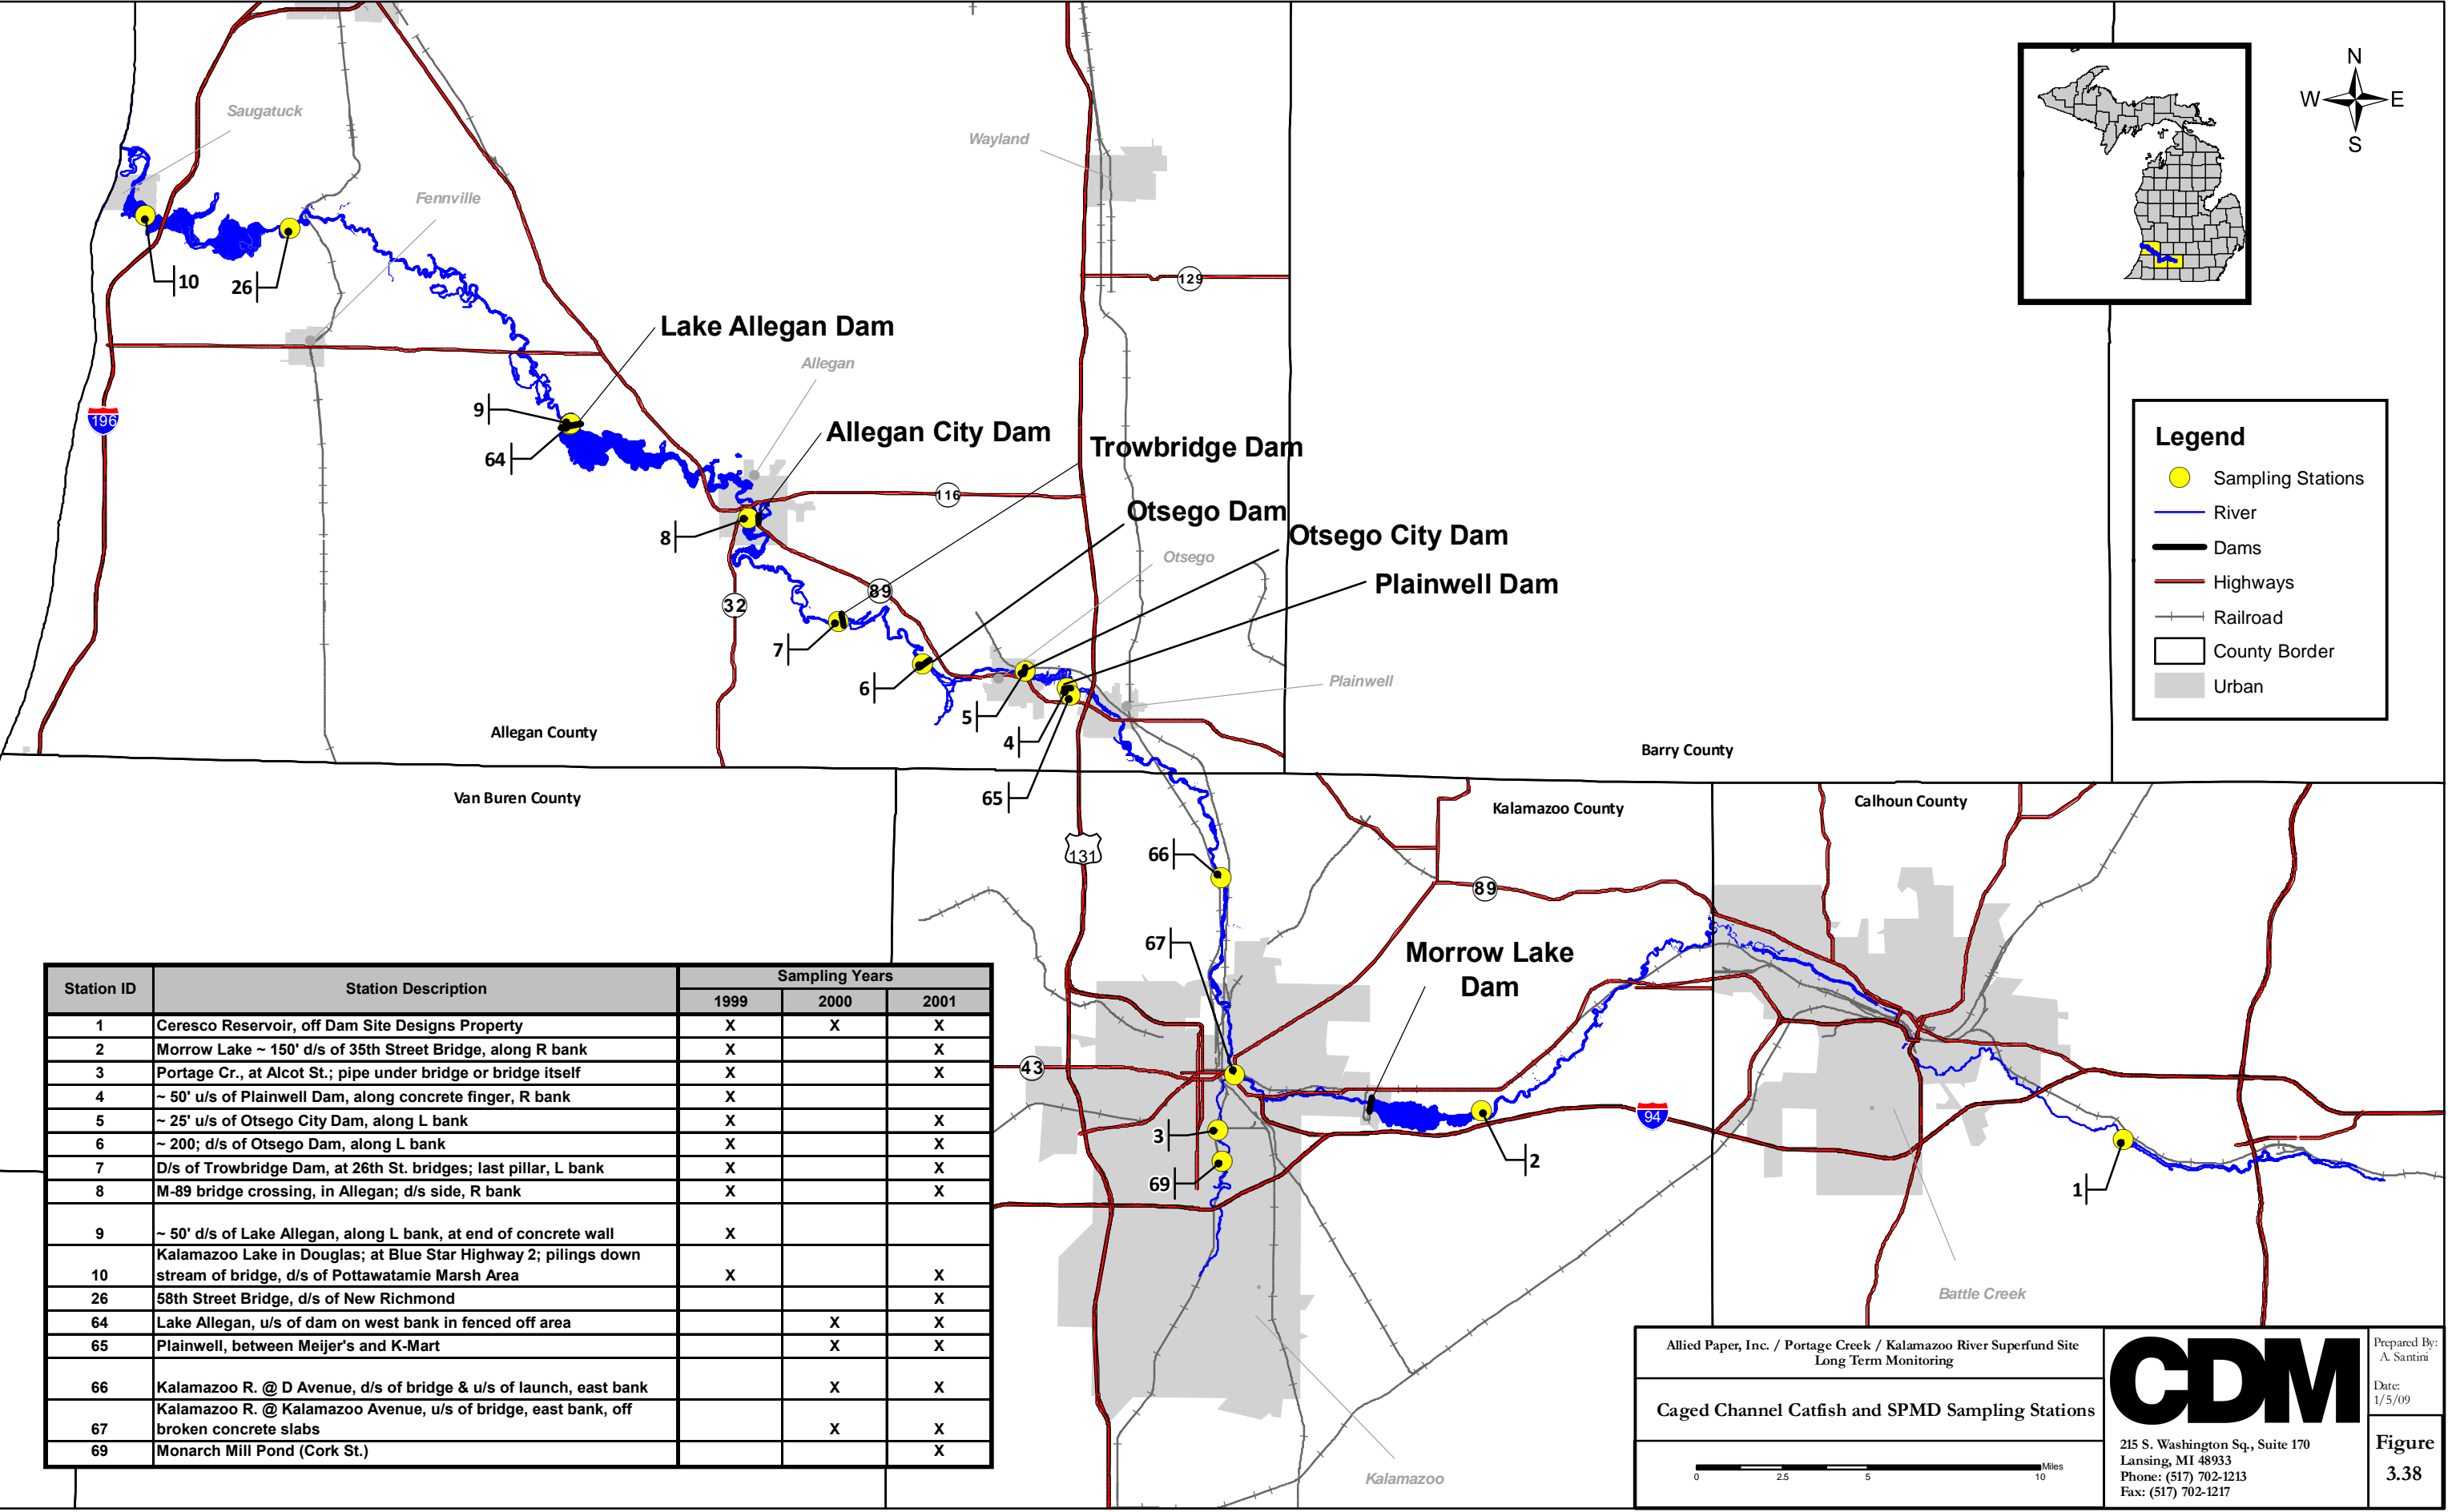 Saugatuck
Fennville
Wayland
10
26
129
Lake Allegan Dam
Allegan
196
9
64
Allegan City Dam
Trowbridge Dam
116
Otsego Dam
Otsego City Dam
Otsego
8
Plainwell Dam
89
32
7
6
Plainwell
5
4
65
Allegan County
Barry County
Van Buren County
Kalamazoo County
Calhoun County
131
66
89
67
Morrow Lake
Dam
43
94
3
2
69
1
Battle Creek
Kalamazoo
N
W E
S
Legend
Sampling Stations
River
Dams
Highways
Railroad
County Border
Urban
Station ID Station Description Sampling Years
1999 2000 2001
1 Ceresco Reservoir, off Dam Site Designs Property X X X
2 Morrow Lake ~ 150' d/s of 35th Street Bridge, along R bank X X
3 Portage Cr., at Alcot St.; pipe under bridge or bridge itself X X
4 ~ 50' u/s of Plainwell Dam, along concrete finger, R bank X
5 ~ 25' u/s of Otsego City Dam, along L bank X X
6 ~ 200; d/s of Otsego Dam, along L bank X X
7 D/s of Trowbridge Dam, at 26th St. bridges; last pillar, L bank X X
8 M-89 bridge crossing, in Allegan; d/s side, R bank X X
9 ~ 50' d/s of Lake Allegan, along L bank, at end of concrete wall X
Kalamazoo Lake in Douglas; at Blue Star Highway 2; pilings down
10 stream of bridge, d/s of Pottawatamie Marsh Area X X
26 58th Street Bridge, d/s of New Richmond X
64 Lake Allegan, u/s of dam on west bank in fenced off area X X
65 Plainwell, between Meijer's and K-Mart X X
66 Kalamazoo R. @ D Avenue, d/s of bridge & u/s of launch, east bank X X
Kalamazoo R. @ Kalamazoo Avenue, u/s of bridge, east bank, off
67 broken concrete slabs X X
69 Monarch Mill Pond (Cork St.) X
Allied Paper, Inc. / Portage Creek / Kalamazoo River Superfund Site
Long Term Monitoring
Caged Channel Catfish and SPMD Sampling Stations
Miles
0 2.5 5 10
CDM
215 S. Washington Sq., Suite 170
Lansing, MI 48933
Phone: (517) 702-1213
Fax: (517) 702-1217
Prepared By:
A. Santini
Date:
1/5/09
Figure
3.38